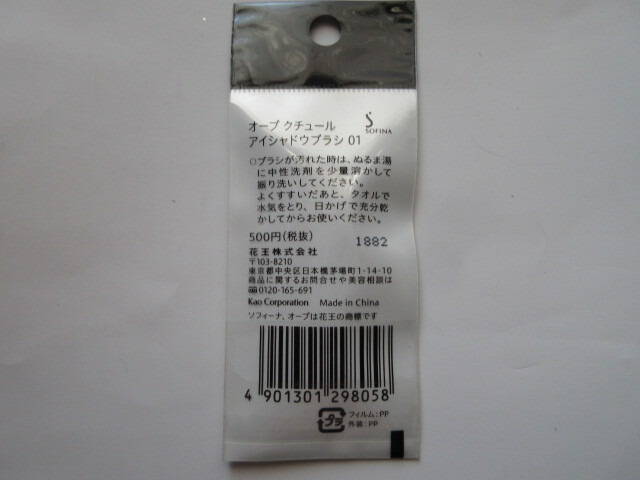 オーブ クチュール
アイシャドウブラシ 01
SOFINA
○ブラシが汚れた時は、ぬるま湯
に中性洗剤を少量溶かして
振り洗いしてください。
よくすすいだあと、タオルで
水気をとり、日かげで充分乾
かしてからお使いください。
500円(税抜)
1882
花王株式会社
〒103-8210
東京都中央区日本橋茅場町1-14-10
商品に関するお問合せや美容相談は
0120-165-691
Kao Corporation Made in China
ソフィーナ、オーブは花王の商標です
4 901301 298058
プラ
フィルム:PP
外装:PP